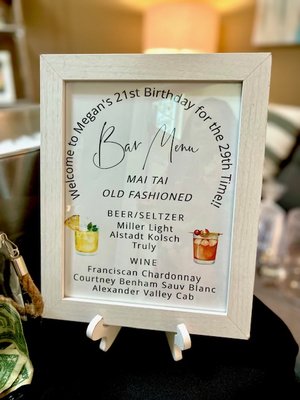 Welcome to Megan's 21st Birthday for the 29th Time!!
Bar Menu
MAI TAI
OLD FASHIONED
BEER/SELTZER
Miller Light
Alstadt Kolsch
Truly
WINE
Franciscan Chardonnay
Courtney Benham Sauv Blanc
Alexander Valley Cab